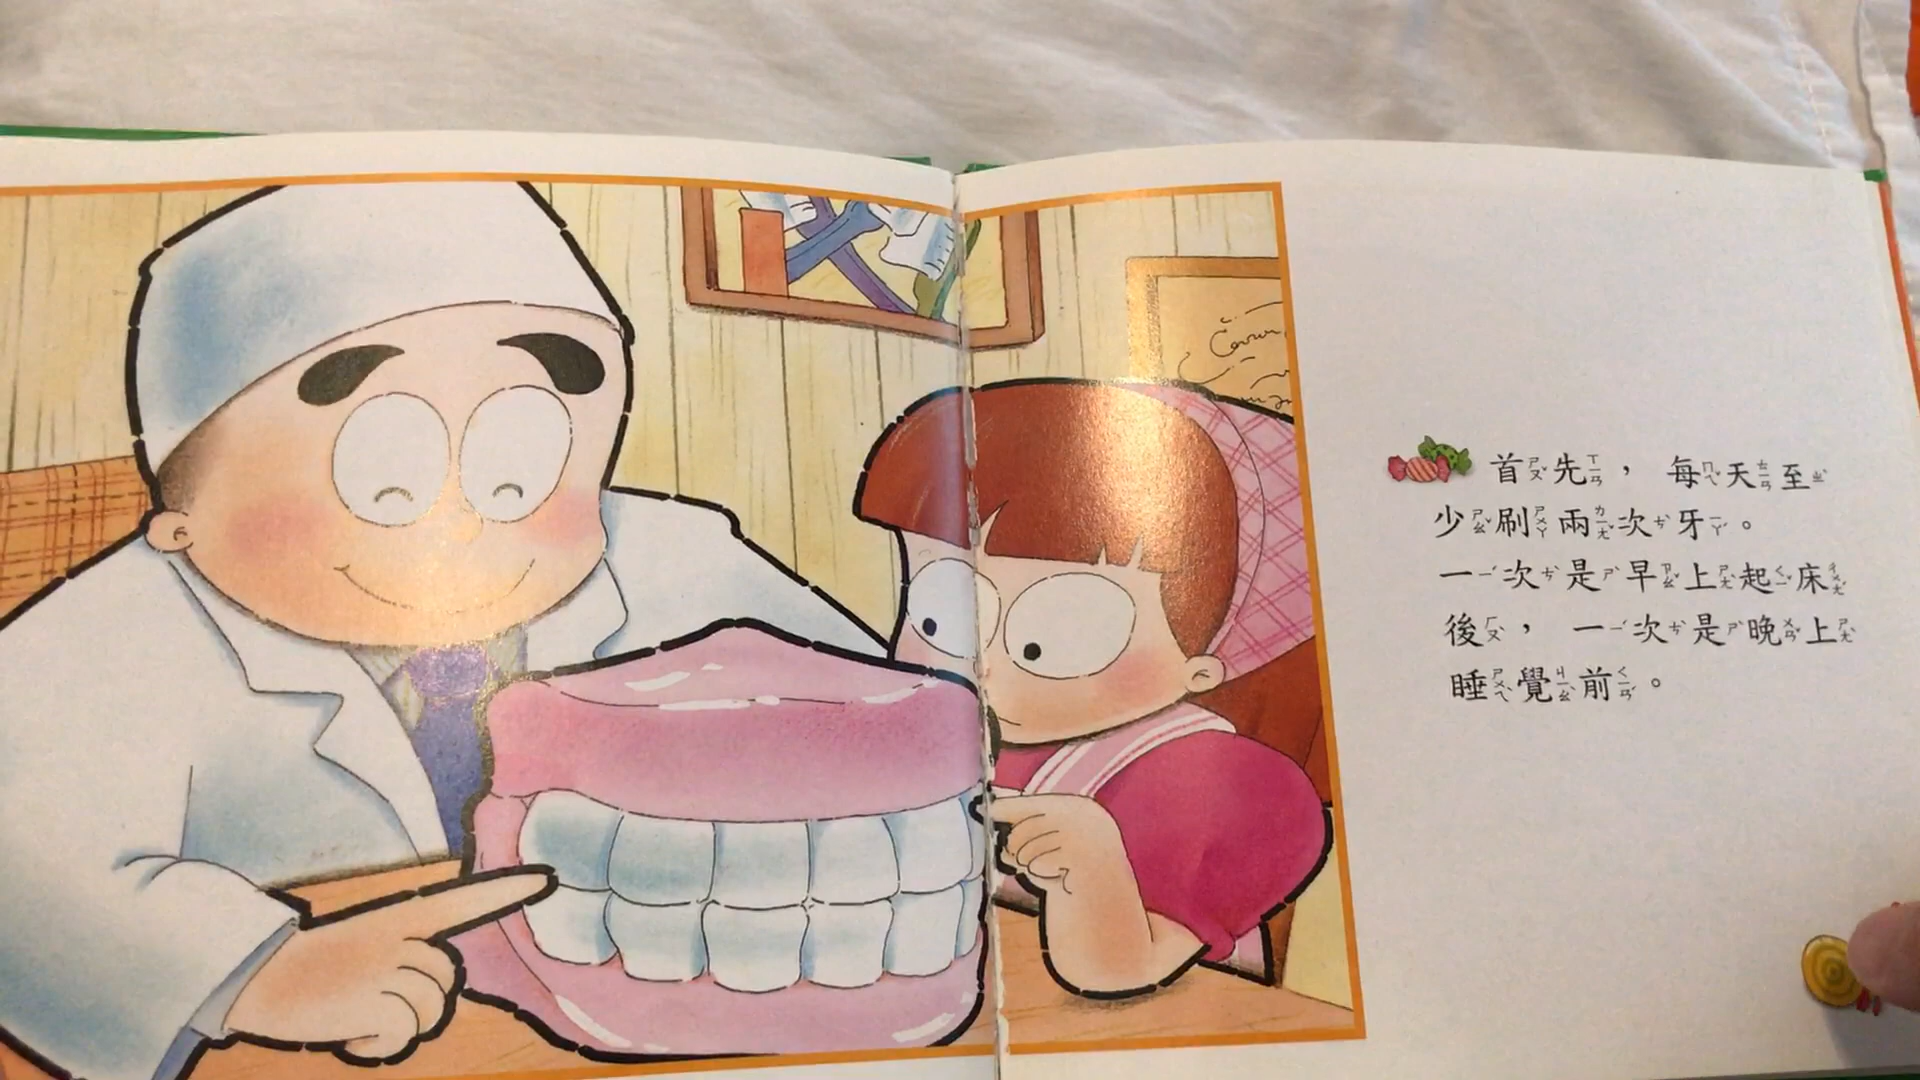 首先，每天至
少刷兩次牙。
一次是早上起床
後，一次是晚上
睡覺前。